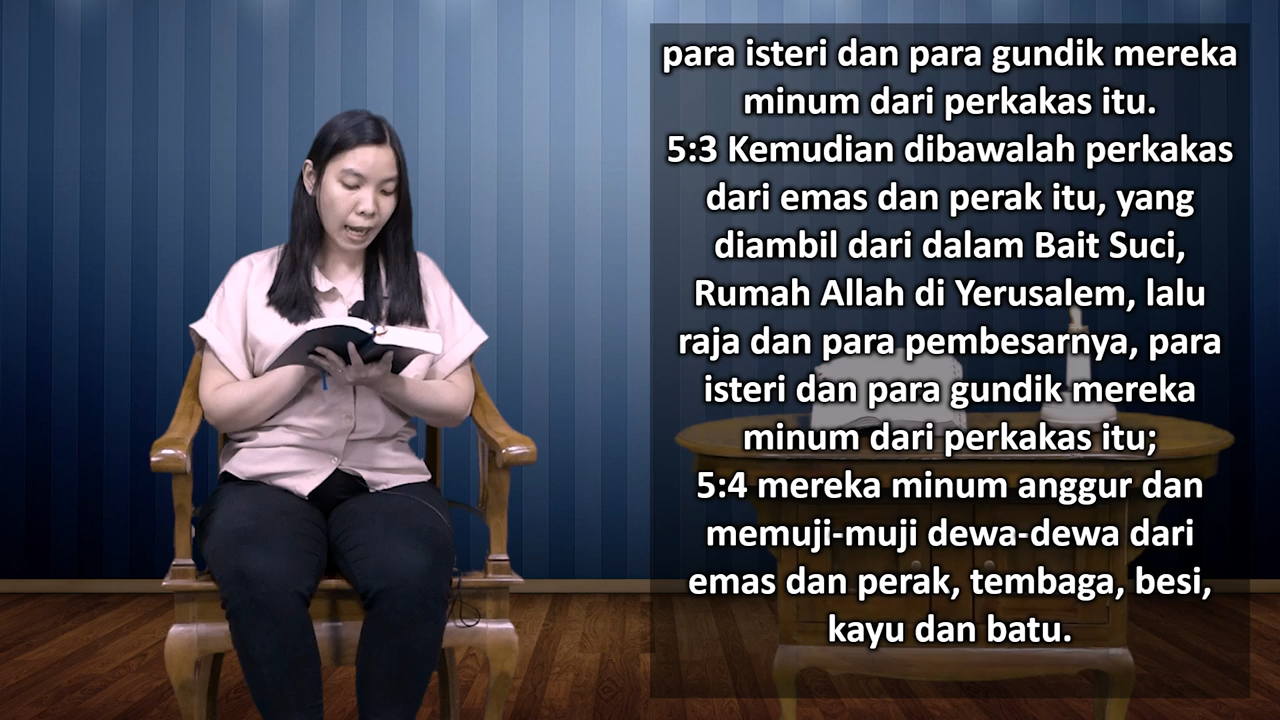 para isteri dan para gundik mereka
minum dari perkakas itu.
5:3 Kemudian dibawalah perkakas
dari emas dan perak itu, yang
diambil dari dalam Bait Suci,
Rumah Allah di Yerusalem, lalu
raja dan para pembesarnya, para
isteri dan para gundik mereka
minum dari perkakas itu;
5:4 mereka minum anggur dan
memuji-muji dewa-dewa dari
emas dan perak, tembaga, besi,
kayu dan batu.